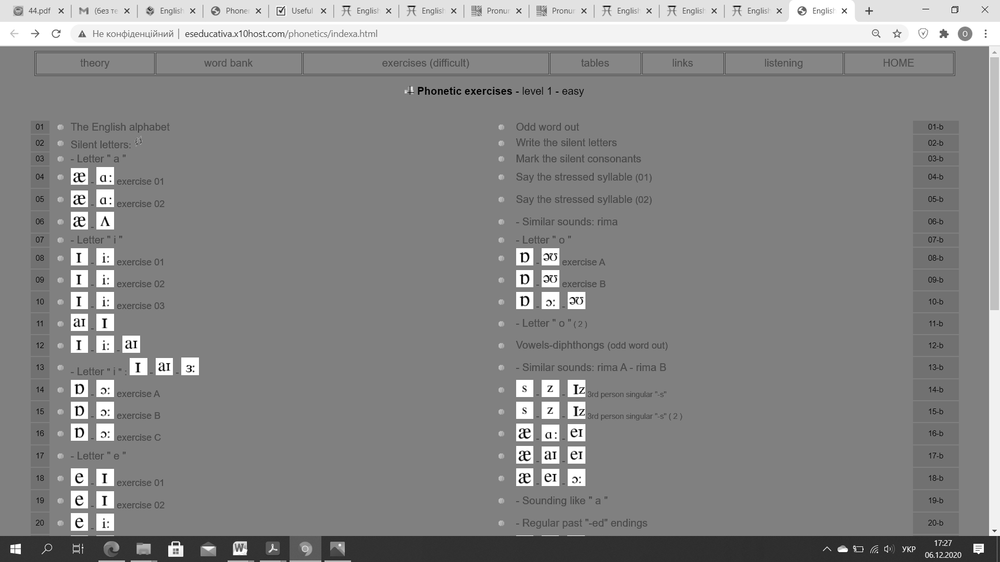 44.pdf (без те English Phoner Useful English English Pronur Pronur English English English English
Не конфіденційний eseducativa.x10host.com/phonetics/indexa.html O
theory word bank exercises (difficult) tables links listening HOME
Phonetic exercises - level 1 - easy
01 The English alphabet Odd word out 01-b
02 Silent letters: Write the silent letters 02-b
03 - Letter " a " Mark the silent consonants 03-b
04 æ - ɑ: exercise 01 Say the stressed syllable (01) 04-b
05 æ - ɑ: exercise 02 Say the stressed syllable (02) 05-b
06 æ - ʌ - Similar sounds: rima 06-b
07 - Letter " i " - Letter " o " 07-b
08 ɪ - i: exercise 01 ɒ - əʊ exercise A 08-b
09 ɪ - i: exercise 02 ɒ - əʊ exercise B 09-b
10 ɪ - i: exercise 03 ɒ - ɔ: - əʊ 10-b
11 aɪ - ɪ - Letter " o " ( 2 ) 11-b
12 ɪ - i: - aɪ Vowels-diphthongs (odd word out) 12-b
13 - Letter " i " : ɪ - aɪ - ɜ: - Similar sounds: rima A - rima B 13-b
14 ɒ - ɔ: exercise A s - z - ɪz 3rd person singular "-s" 14-b
15 ɒ - ɔ: exercise B s - z - ɪz 3rd person singular "-s" ( 2 ) 15-b
16 ɒ - ɔ: exercise C æ - ɑ: - eɪ 16-b
17 - Letter " e " æ - aɪ - eɪ 17-b
18 e - ɪ exercise 01 æ - eɪ - ɔ: 18-b
19 e - ɪ exercise 02 - Sounding like " a " 19-b
20 e - i: - Regular past "-ed" endings 20-b
УКР 17:27
06.12.2020